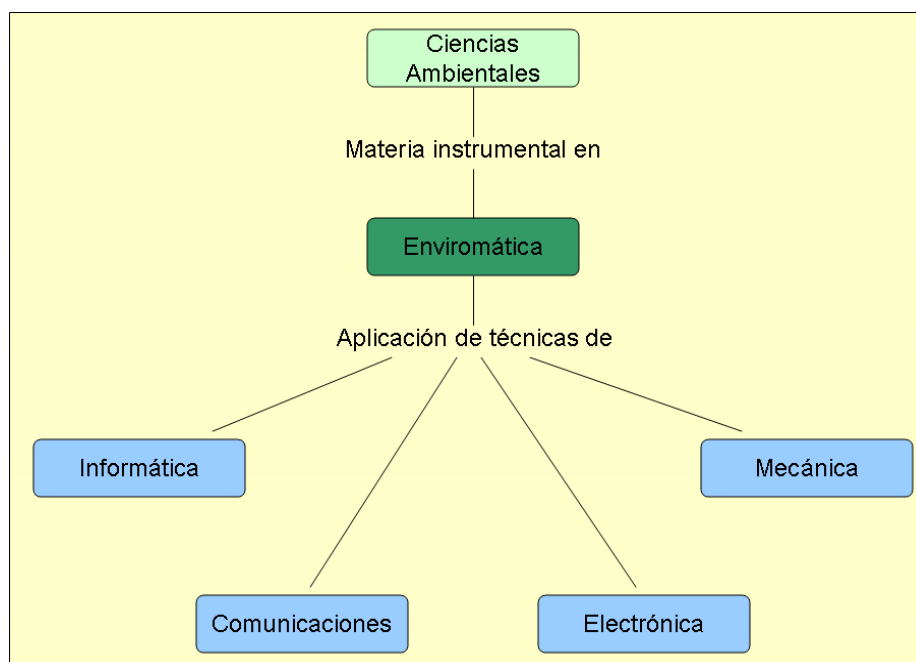 Ciencias
Ambientales
Materia instrumental en
Enviromática
Aplicación de técnicas de
Informática
Mecánica
Comunicaciones
Electrónica